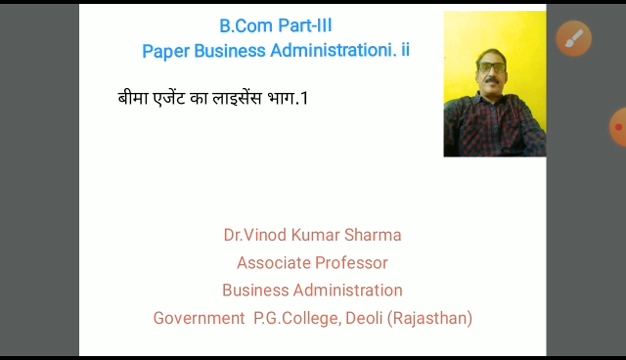 B.Com Part-III
Paper Business Administrationi. ii
बीमा एजेंट का लाइसेंस भाग.1
Dr.Vinod Kumar Sharma
Associate Professor
Business Administration
Government P.G.College, Deoli (Rajasthan)